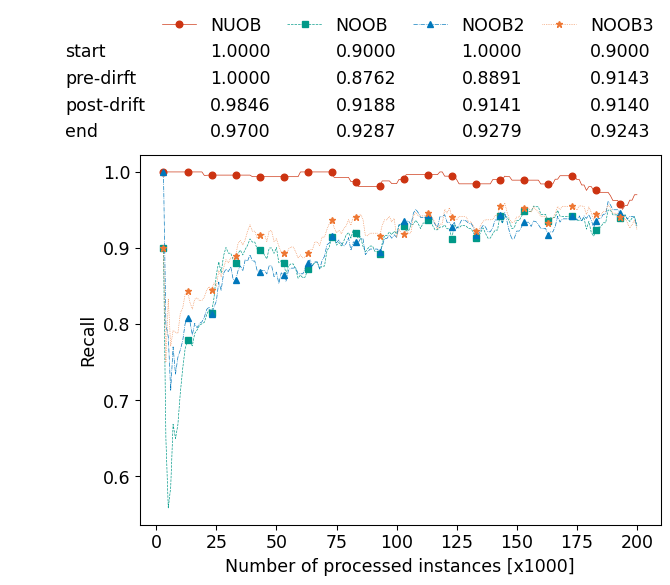 NUOB NOOB NOOB2 NOOB3
start 1.0000 0.9000 1.0000 0.9000
pre-dirft 1.0000 0.8762 0.8891 0.9143
post-drift 0.9846 0.9188 0.9141 0.9140
end 0.9700 0.9287 0.9279 0.9243
1.0
0.9
0.8
0.7
0.6
Recall
0 25 50 75 100 125 150 175 200
Number of processed instances [x1000]